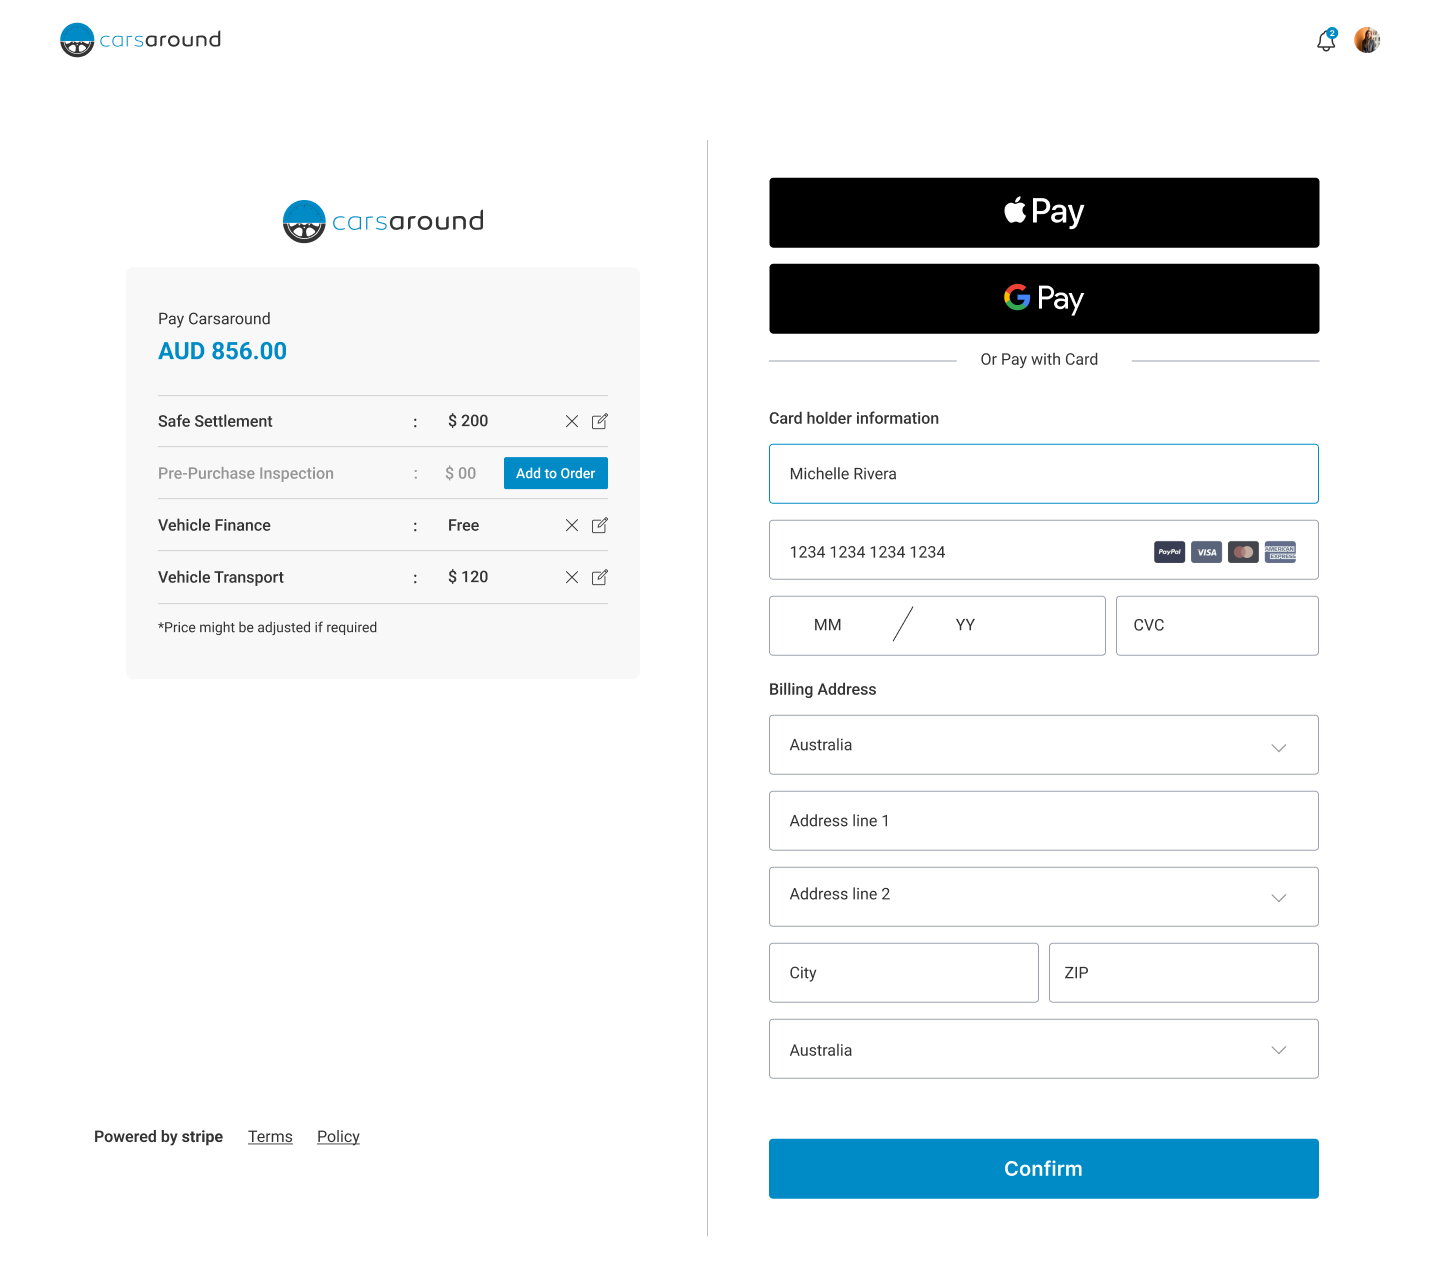 carsaround
2
carsaround
Pay Carsaround
AUD 856.00
Safe Settlement : $ 200
Pre-Purchase Inspection : $ 00 Add to Order
Vehicle Finance : Free
Vehicle Transport : $ 120
*Price might be adjusted if required
Powered by stripe Terms Policy
Pay
G Pay
Or Pay with Card
Card holder information
Michelle Rivera
1234 1234 1234 1234 PayPal VISA AMERICAN EXPRESS
MM / YY CVC
Billing Address
Australia
Address line 1
Address line 2
City ZIP
Australia
Confirm